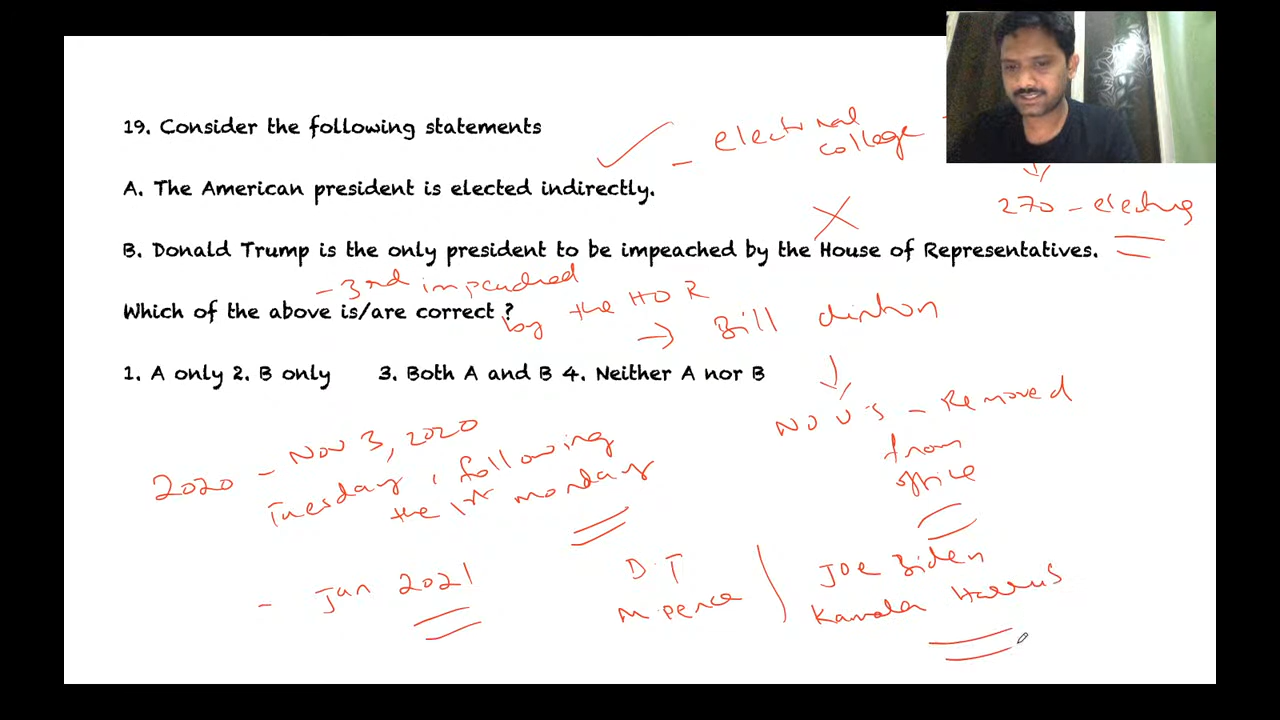 19. Consider the following statements
electoral
college
A. The American president is elected indirectly.
270 - electors
B. Donald Trump is the only president to be impeached by the House of Representatives.
- 3rd impeached
by the HOR
Which of the above is/are correct ?
→ Bill clinton
1. A only 2. B only 3. Both A and B 4. Neither A nor B
NO U S - Removed
from
office
2020 - Nov 3, 2020
Tuesday, following
the 1st monday
- Jan 2021
D.T
M.pence
Joe Biden
Kamala Harris